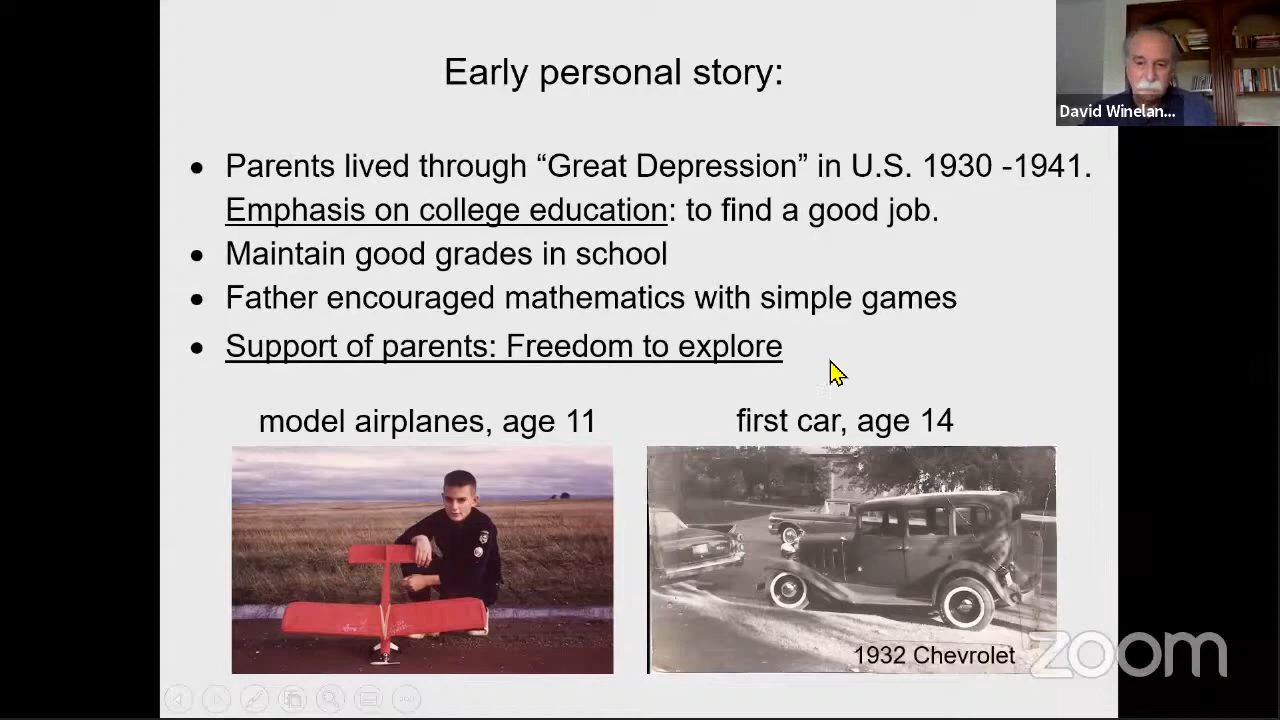 Early personal story:
David Winelan...
Parents lived through “Great Depression” in U.S. 1930 -1941.
Emphasis on college education: to find a good job.
Maintain good grades in school
Father encouraged mathematics with simple games
Support of parents: Freedom to explore
model airplanes, age 11
first car, age 14
1932 Chevrolet
zoom